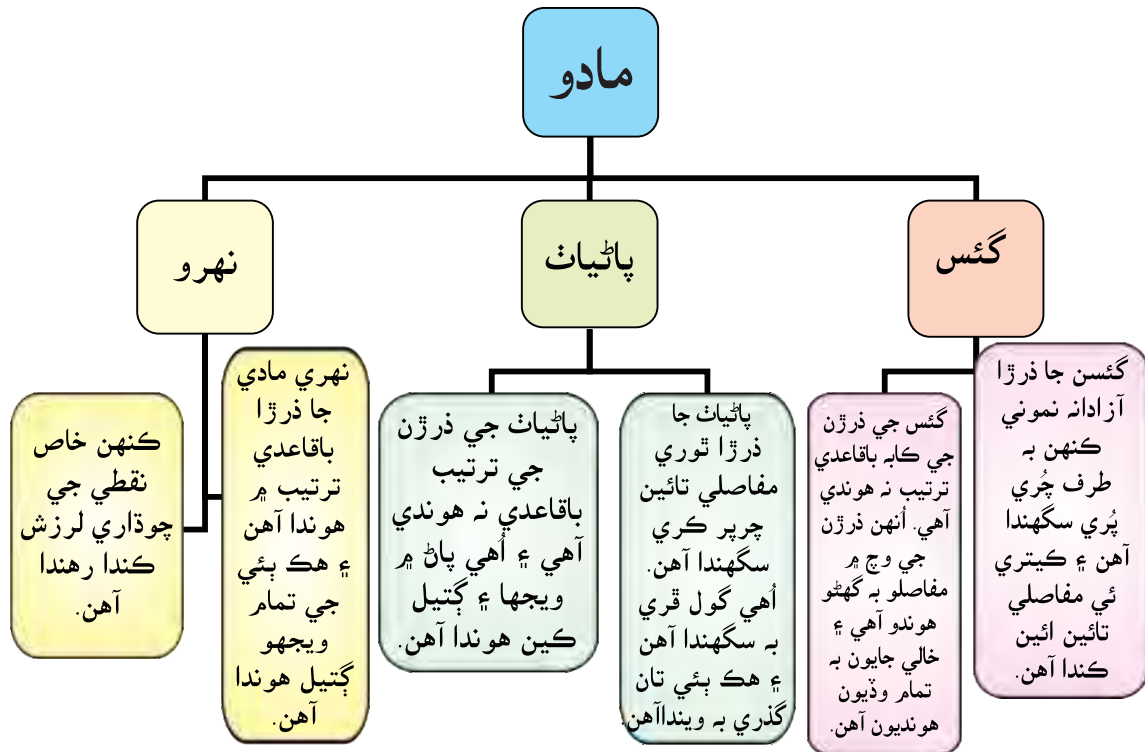 مادو
گئس
پاڻياٺ
نهرو
گئسن جا ذرڙا
آزادانہ نموني
ڪنهن بہ
طرف چُري
پُري سگهندا
آهن ۽ ڪيتري
ئي مفاصلي
تائين ائين
ڪندا آهن.
گئس جي ذرڙن
جي ڪابہ باقاعدي
ترتيب نہ هوندي
آهي. اُنهن ذرڙن
جي وچ ۾
مفاصلو بہ گهڻو
هوندو آهي ۽
خالي جايون بہ
تمام وڏيون
هونديون آهن.
پاڻياٺ جا
ذرڙا ٿوري
مفاصلي تائين
چرپر ڪري
سگهندا آهن.
اُهي گول ڦري
بہ سگهندا آهن
۽ هڪ ٻئي تان
گذري بہ ويندا آهن.
پاڻياٺ جي ذرڙن
جي ترتيب
باقاعدي نہ هوندي
آهي ۽ اُهي پاڻ ۾
ويجها ۽ ڳتيل
ڪين هوندا آهن.
نهري مادي
جا ذرڙا
باقاعدي
ترتيب ۾
هوندا آهن
۽ هڪ ٻئي
جي تمام
ويجهو
ڳتيل هوندا
آهن.
ڪنهن خاص
نقطي جي
چوڌاري لرزش
ڪندا رهندا
آهن.